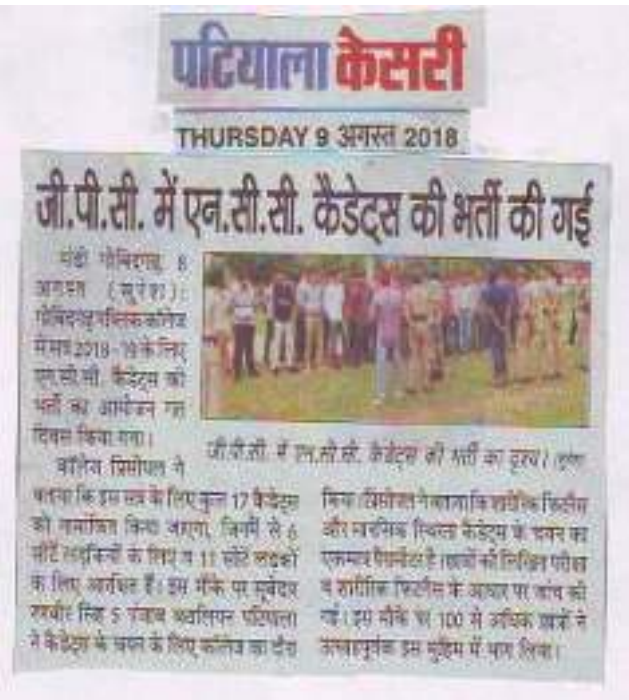 पटियाला केसरी
THURSDAY 9 अगस्त 2018
जी.पी.सी. में एन.सी.सी. कैडेट्स की भर्ती की गई
मंडी गोबिंदगढ़, 8
अगस्त (सुरेश):
गोबिंदगढ़ पब्लिक कॉलेज
में सत्र 2018-19 के लिए
एन.सी.सी. कैडेट्स की
भर्ती का आयोजन गत
दिवस किया गया।
जी.पी.सी. में एन.सी.सी. कैडेट्स की भर्ती का दृश्य।
कॉलेज प्रिंसीपल ने
बताया कि इस सत्र के लिए कुल 17 कैडेट्स
को नामांकित किया जाएगा, जिनमें से 6
सीटें लड़कियों के लिए व 11 सीटें लड़कों
के लिए आरक्षित हैं। इस मौके पर सूबेदार
सिंह 5 पंजाब बटालियन पटियाला
ने कैडेट्स के चयन के लिए कॉलेज का दौरा
किया। प्रिंसीपल ने बताया कि शारीरिक फिटनैस
और मानसिक स्थिरता कैडेट्स के चयन का
एकमात्र पैरामीटर है। छात्रों की लिखित परीक्षा
व शारीरिक फिटनैस के आधार पर जांच की
गई। इस मौके पर 100 से अधिक छात्रों ने
उत्साहपूर्वक इस मुहिम में भाग लिया।